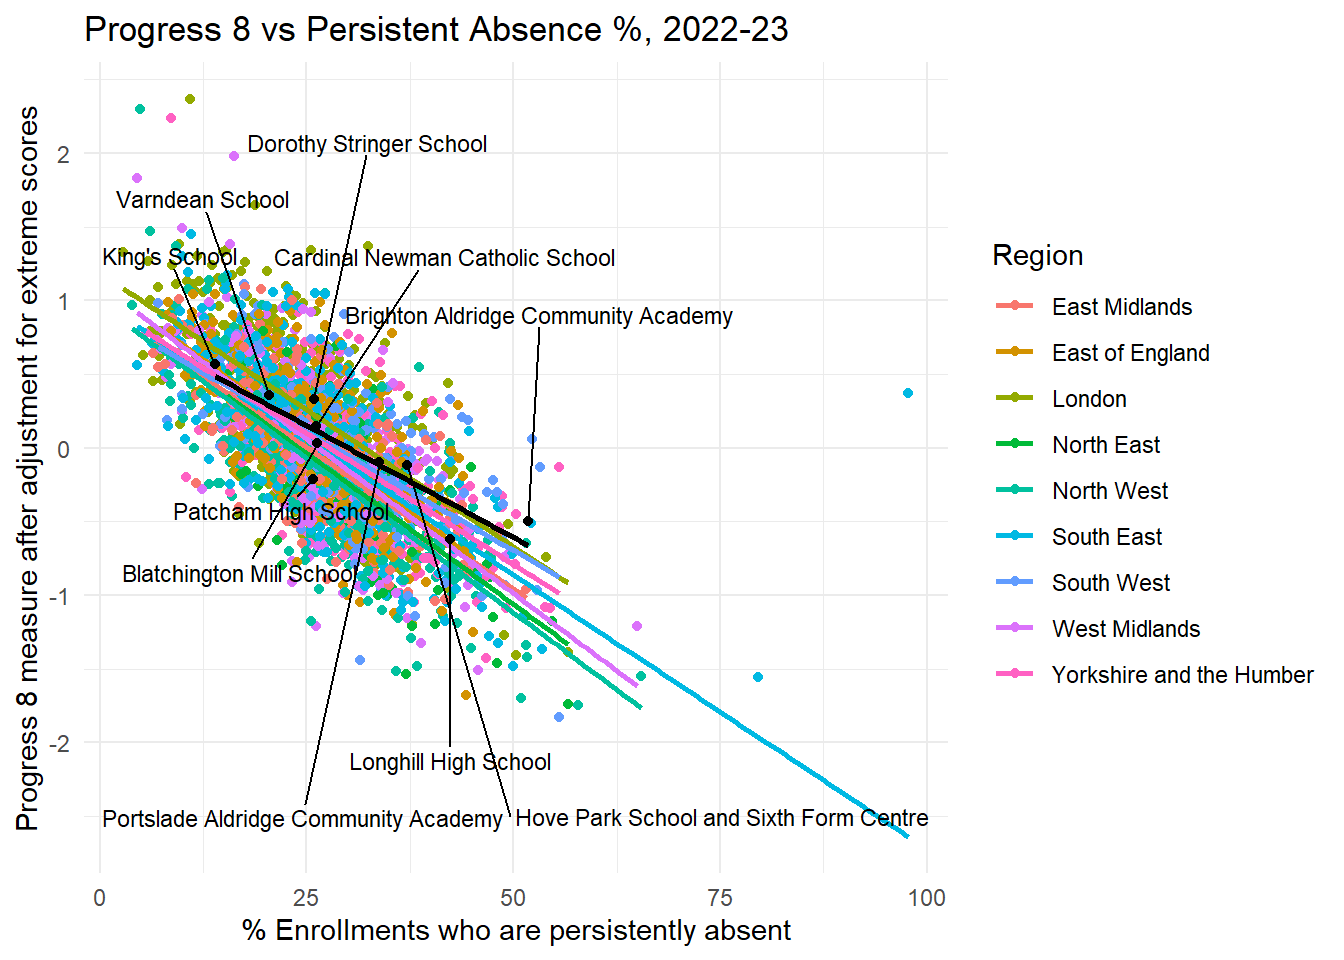 Progress 8 vs Persistent Absence %, 2022-23
Progress 8 measure after adjustment for extreme scores
2
1
0
-1
-2
Dorothy Stringer School
Varndean School
King's School
Cardinal Newman Catholic School
Brighton Aldridge Community Academy
Patcham High School
Blatchington Mill School
Longhill High School
Portslade Aldridge Community Academy
Hove Park School and Sixth Form Centre
0
25
50
75
100
% Enrollments who are persistently absent
Region
East Midlands
East of England
London
North East
North West
South East
South West
West Midlands
Yorkshire and the Humber